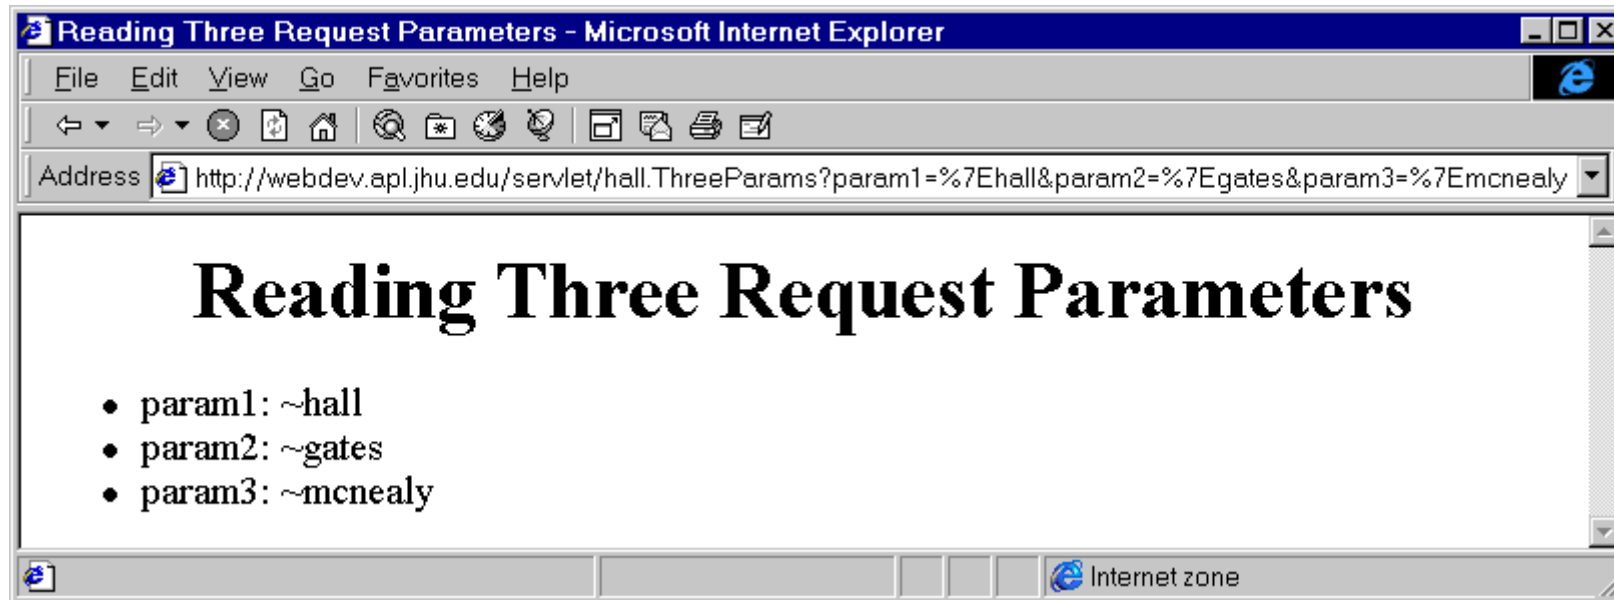 Reading Three Request Parameters - Microsoft Internet Explorer
File Edit View Go Favorites Help
Address http://webdev.apl.jhu.edu/servlet/hall.ThreeParams?param1=%7Ehall&param2=%7Egates&param3=%7Emcnealy
Reading Three Request Parameters
• param1: ~hall
• param2: ~gates
• param3: ~mcnealy
Internet zone